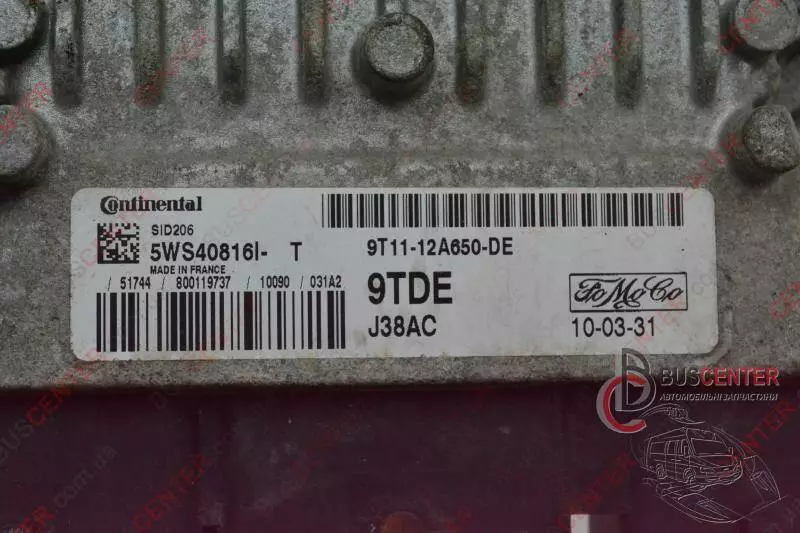 Continental
SID206
5WS40816I- T
MADE IN FRANCE
/ 51744 / 800119737 / 10090 / 031A2
9T11-12A650-DE
9TDE
J38AC
FoMoCo
10-03-31
BUSCENTER
АВТОМОБІЛЬНІ ЗАПЧАСТИНИ